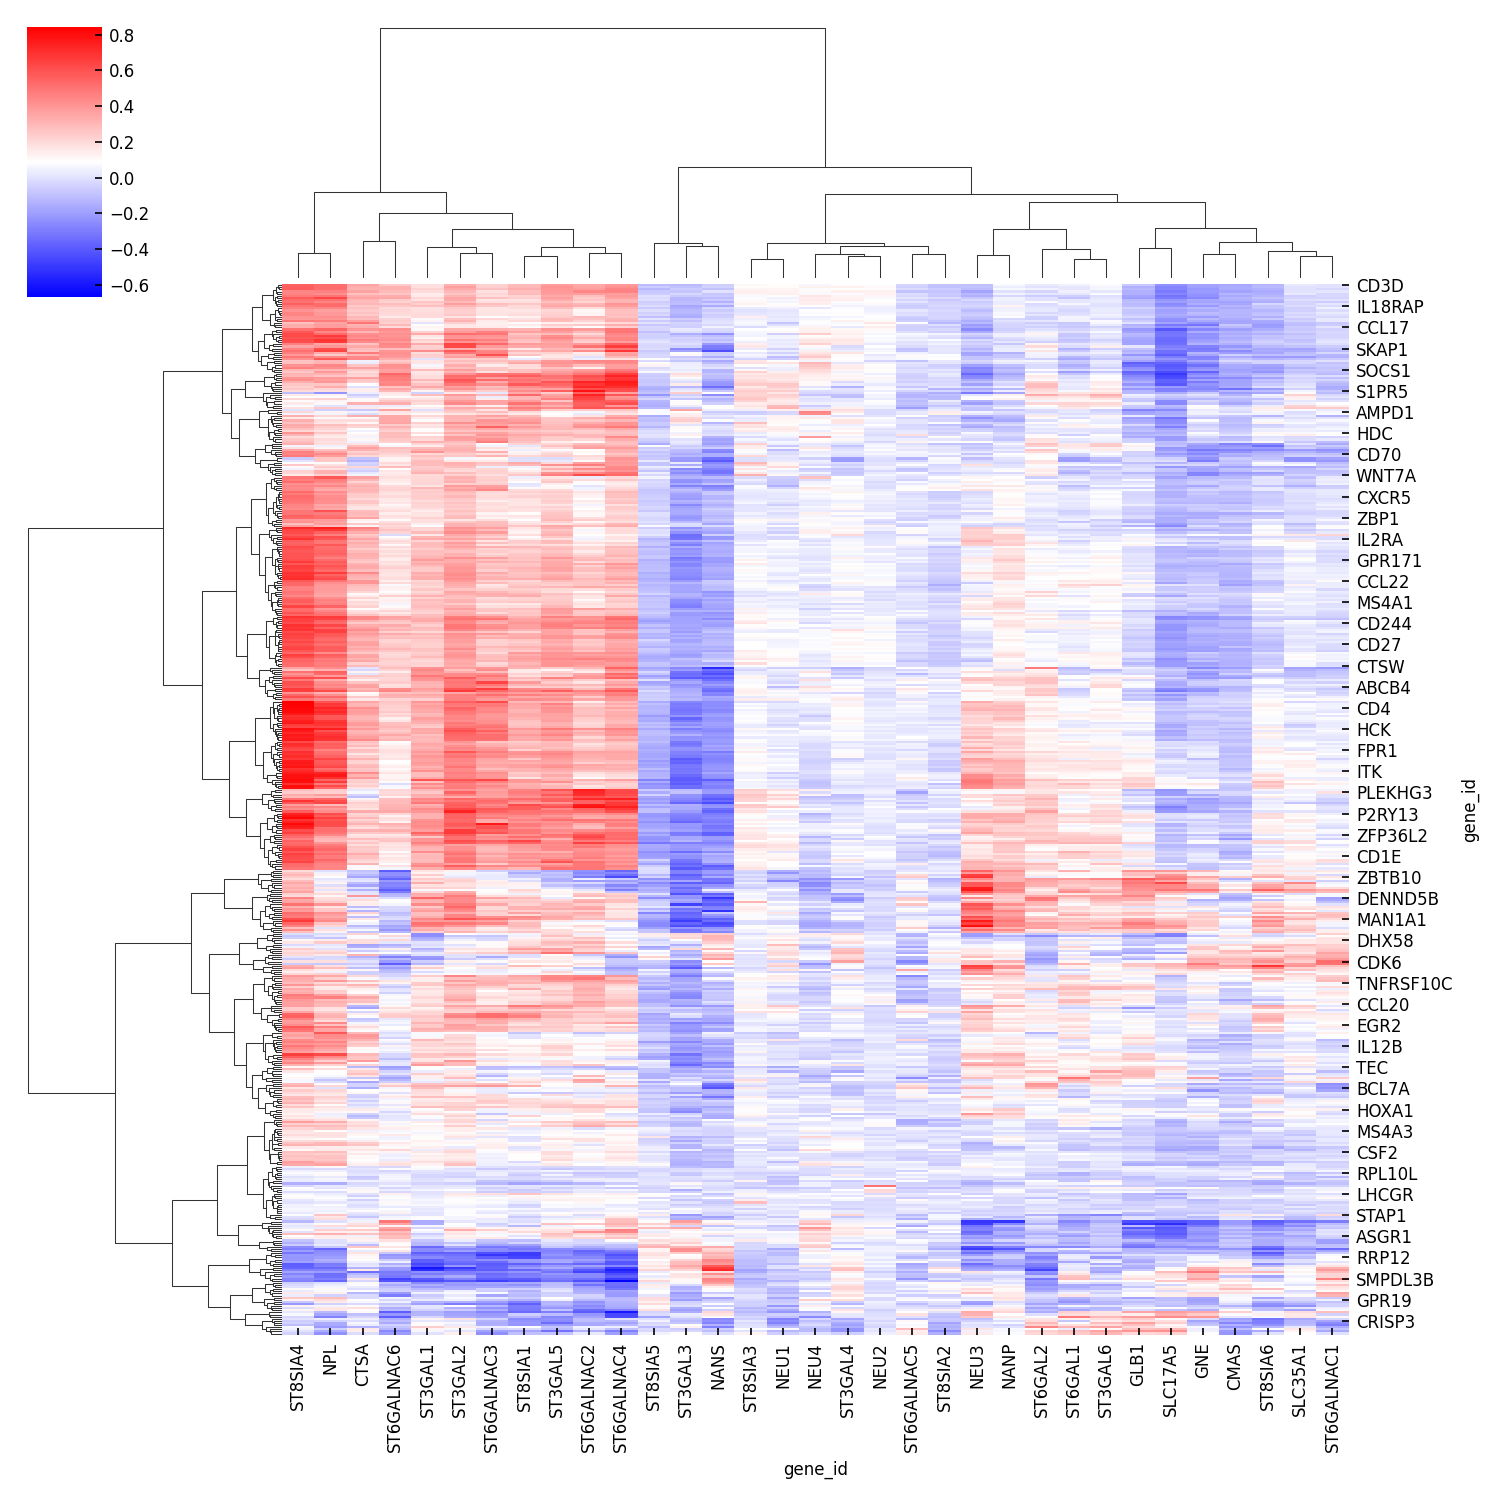 0.8
0.6
0.4
0.2
0.0
−0.2
−0.4
−0.6
CD3D
IL18RAP
CCL17
SKAP1
SOCS1
S1PR5
AMPD1
HDC
CD70
WNT7A
CXCR5
ZBP1
IL2RA
GPR171
CCL22
MS4A1
CD244
CD27
CTSW
ABCB4
CD4
HCK
FPR1
ITK
PLEKHG3
P2RY13
ZFP36L2
CD1E
ZBTB10
DENND5B
MAN1A1
DHX58
CDK6
TNFRSF10C
CCL20
EGR2
IL12B
TEC
BCL7A
HOXA1
MS4A3
CSF2
RPL10L
LHCGR
STAP1
ASGR1
RRP12
SMPDL3B
GPR19
CRISP3
gene_id
ST8SIA4
NPL
CTSA
ST6GALNAC6
ST3GAL1
ST3GAL2
ST6GALNAC3
ST8SIA1
ST3GAL5
ST6GALNAC2
ST6GALNAC4
ST8SIA5
ST3GAL3
NANS
ST8SIA3
NEU1
NEU4
ST3GAL4
NEU2
ST6GALNAC5
ST8SIA2
NEU3
NANP
ST6GAL2
ST6GAL1
ST3GAL6
GLB1
SLC17A5
GNE
CMAS
ST8SIA6
SLC35A1
ST6GALNAC1
gene_id